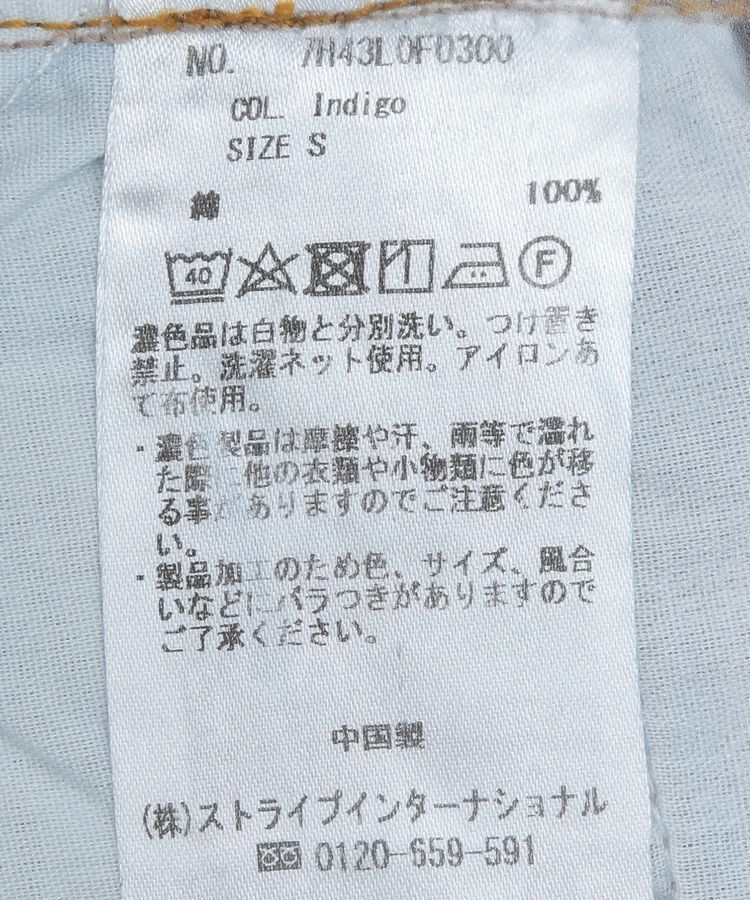 NO. 7H43L0F0300
COL. Indigo
SIZE S
綿 100%
40 F
濃色品は白物と分別洗い。つけ置き
禁止。洗濯ネット使用。アイロンあ
て布使用。
・濃色製品は摩擦や汗、雨等で濡れ
た際に他の衣類や小物類に色が移
る事がありますのでご注意くださ
い。
・製品加工のため色、サイズ、風合
いなどにバラつきがありますので
ご了承ください。
中国製
(株)ストライプインターナショナル
0120-659-591